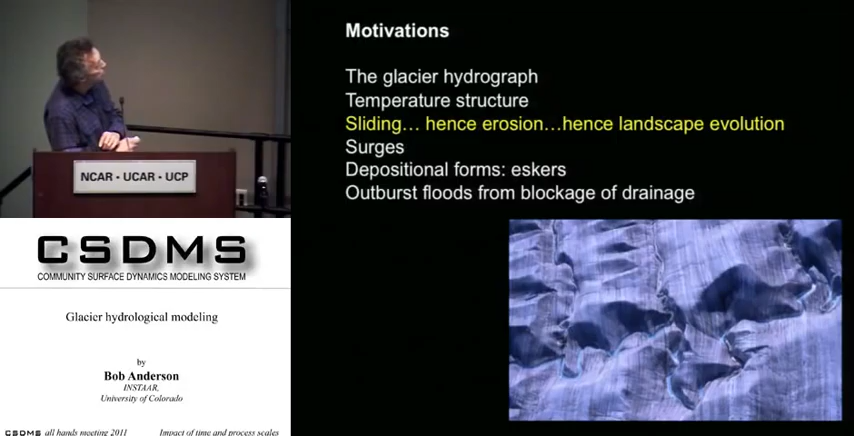 Motivations
The glacier hydrograph
Temperature structure
Sliding… hence erosion…hence landscape evolution
Surges
Depositional forms: eskers
Outburst floods from blockage of drainage
NCAR • UCAR • UCP
CSDMS
COMMUNITY SURFACE DYNAMICS MODELING SYSTEM
Glacier hydrological modeling
by
Bob Anderson
INSTAAR,
University of Colorado
CSDMS all hands meeting 2011 Impact of time and process scales